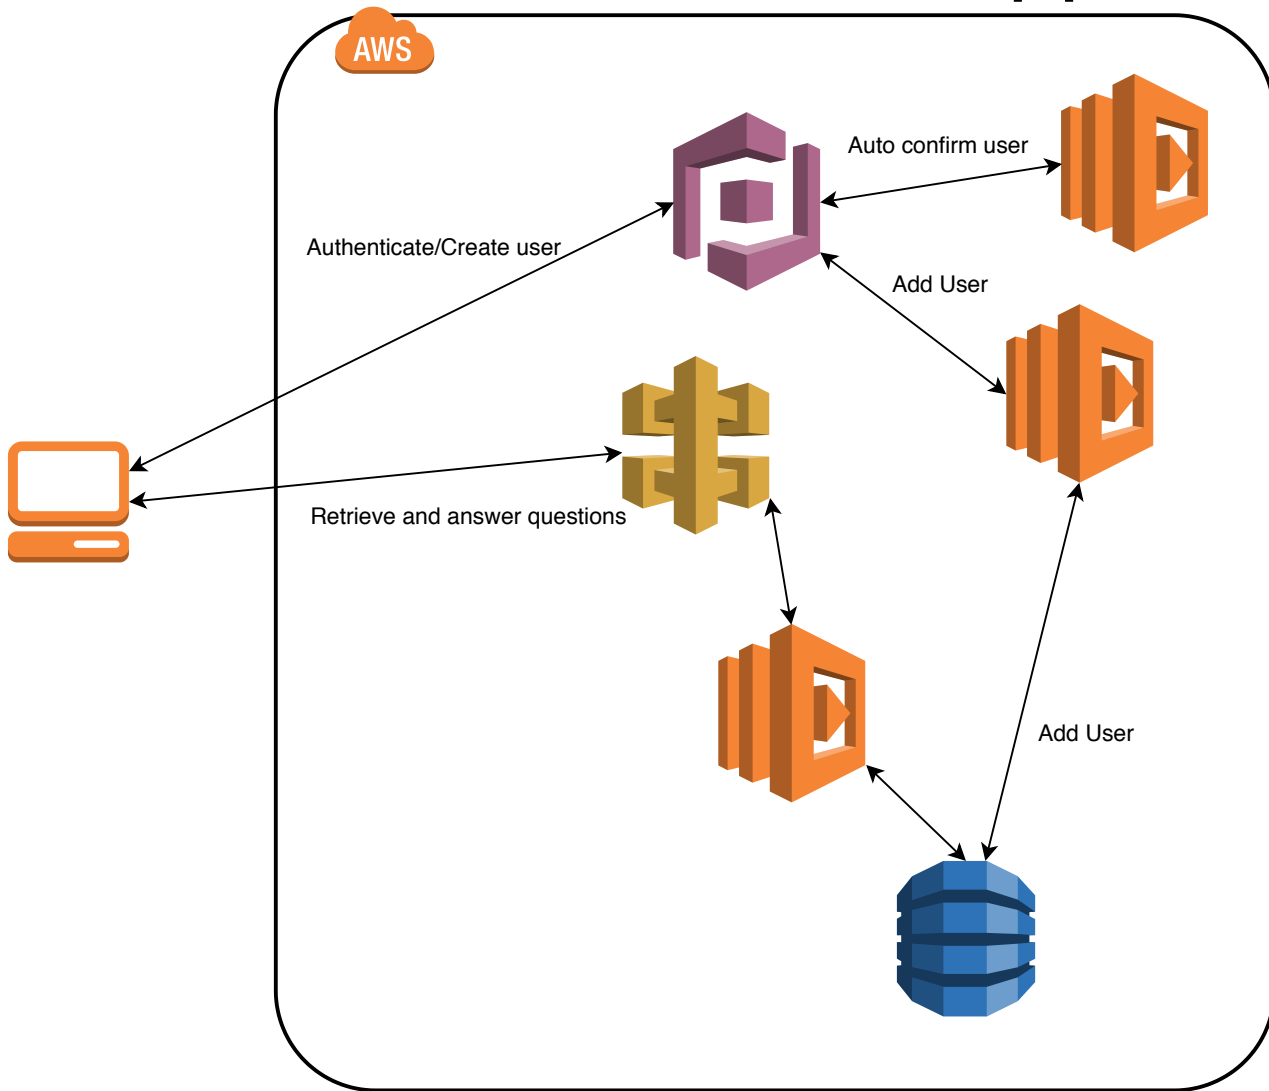 AWS
Auto confirm user
Authenticate/Create user
Add User
Retrieve and answer questions
Add User